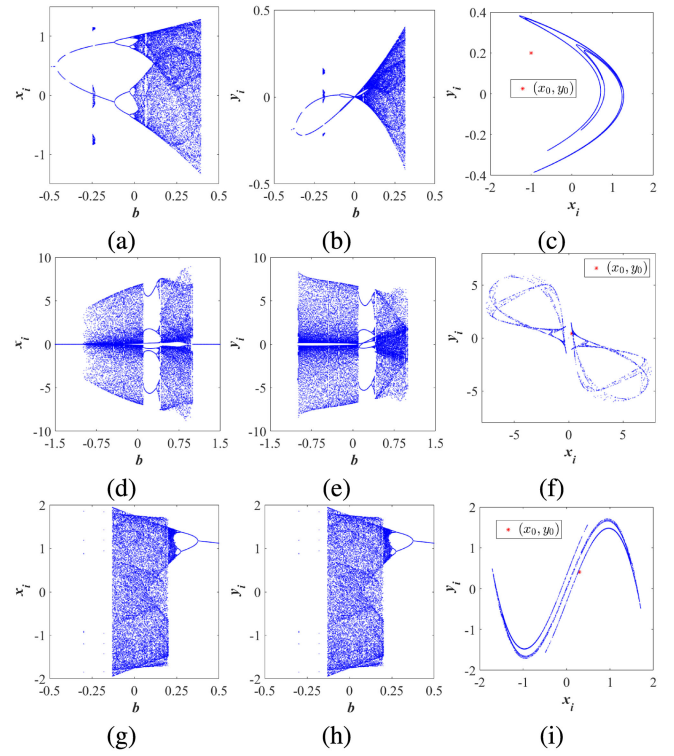 1
0
-1
x_i
-0.5 -0.25 0 0.25 0.5
b
(a)
0.5
0
-0.5
y_i
-0.5 -0.25 0 0.25 0.5
b
(b)
0.4
0.2
0
-0.2
-0.4
y_i
(x_0, y_0)
-2 -1 0 1 2
x_i
(c)
10
5
0
-5
-10
x_i
-1.5 -0.75 0 0.75 1.5
b
(d)
10
5
0
-5
-10
y_i
-1.5 -0.75 0 0.75 1.5
b
(e)
5
0
-5
y_i
(x_0, y_0)
-5 0 5
x_i
(f)
2
1
0
-1
-2
x_i
-0.5 -0.25 0 0.25 0.5
b
(g)
2
1
0
-1
-2
y_i
-0.5 -0.25 0 0.25 0.5
b
(h)
2
1
0
-1
-2
y_i
(x_0, y_0)
-2 -1 0 1 2
x_i
(i)